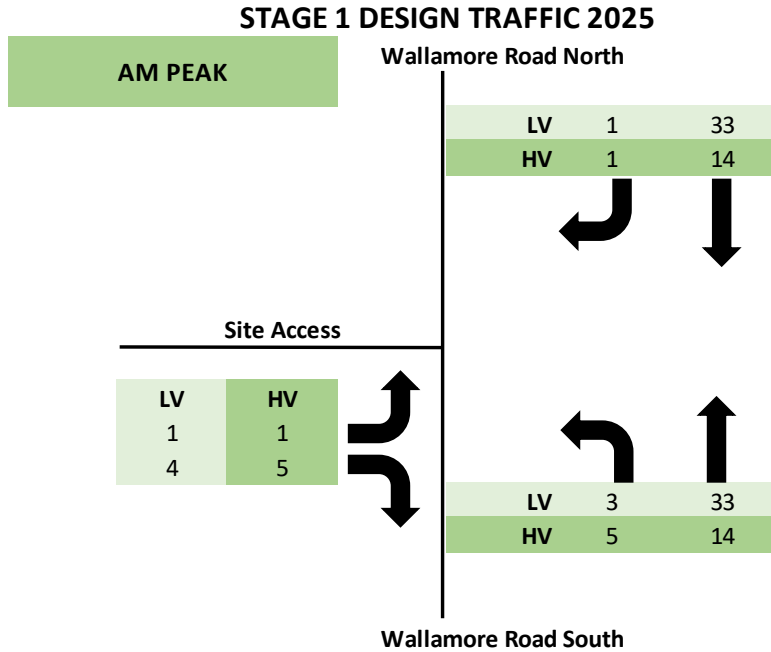 STAGE 1 DESIGN TRAFFIC 2025
AM PEAK
Wallamore Road North
LV 1 33
HV 1 14
Site Access
LV HV
1 1
4 5
LV 3 33
HV 5 14
Wallamore Road South